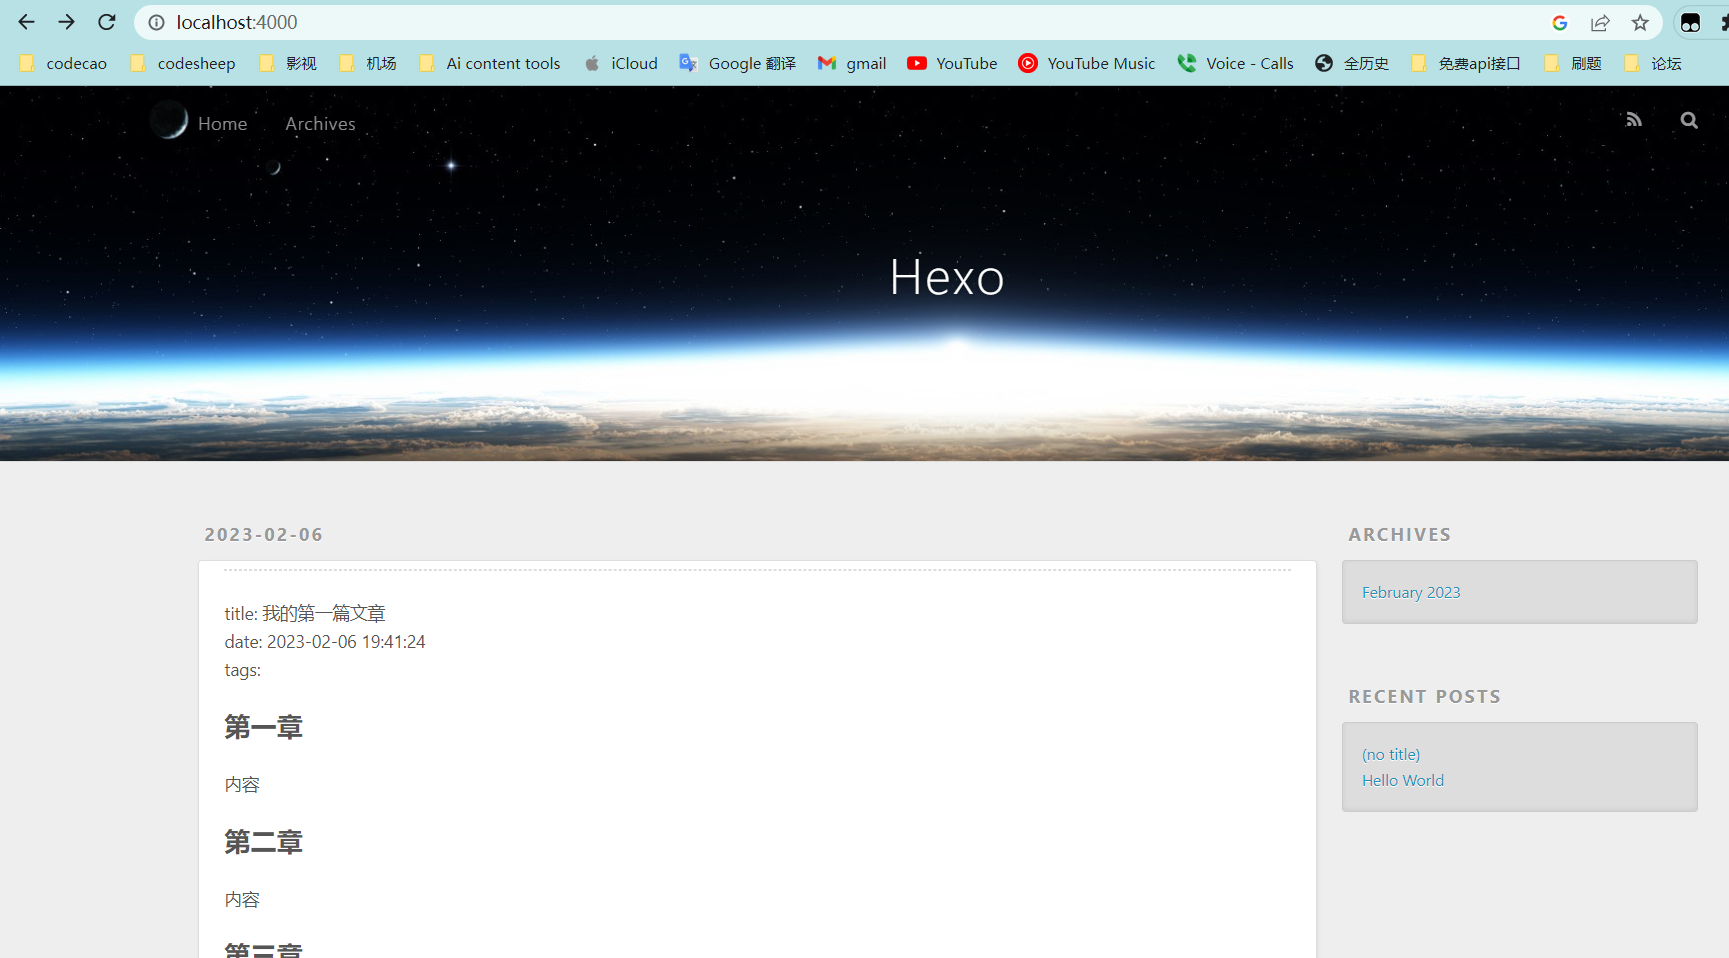 localhost:4000
codecao codesheep 影视 机场 Ai content tools iCloud Google 翻译 gmail YouTube YouTube Music Voice - Calls 全历史 免费api接口 刷题 论坛
Home Archives
Hexo
2023-02-06
title: 我的第一篇文章
date: 2023-02-06 19:41:24
tags:
第一章
内容
第二章
内容
第三章
ARCHIVES
February 2023
RECENT POSTS
(no title)
Hello World